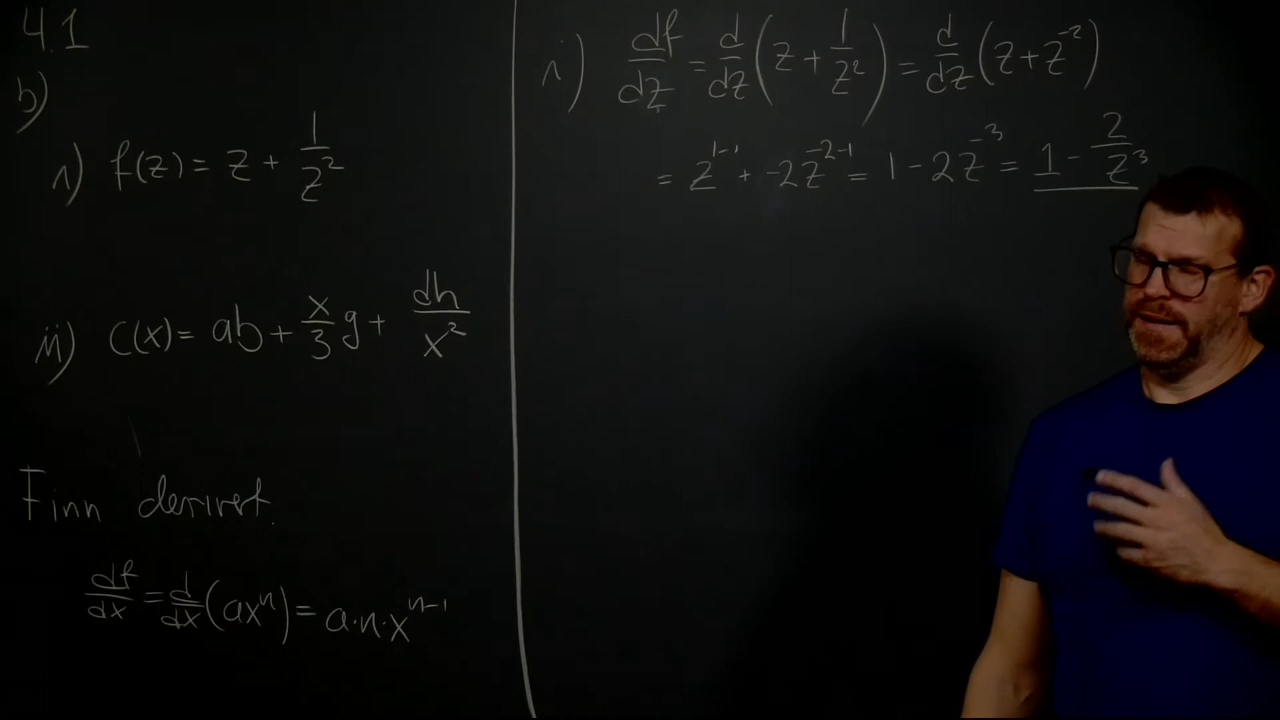 4.1
b)
i) f(z) = z + 1/z²
ii) C(x) = ab + x/3 g + dh/x²
Finn derivert.
df/dx = d/dx (axⁿ) = a·n·xⁿ⁻¹
i) df/dz = d/dz (z + 1/z²) = d/dz (z + z⁻²)
= z¹⁻¹ + -2z⁻²⁻¹ = 1 - 2z⁻³ = 1 - 2/z³